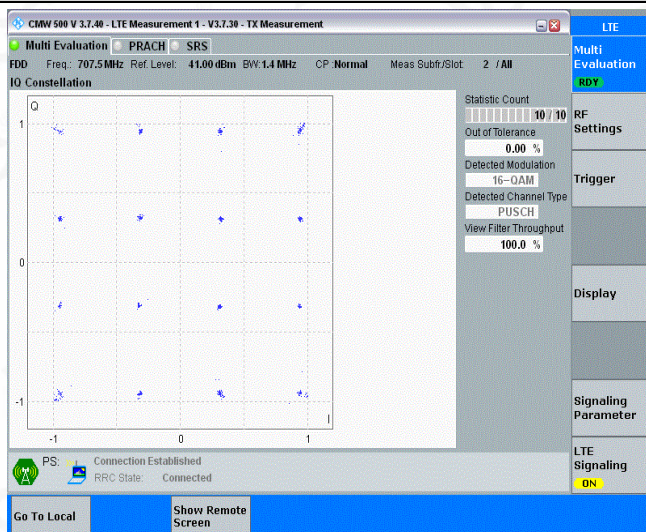 CMW 500 V 3.7.40 - LTE Measurement 1 - V3.7.30 - TX Measurement
LTE
Multi Evaluation PRACH SRS
Multi
Evaluation
RDY
FDD Freq.: 707.5 MHz Ref. Level: 41.00 dBm BW: 1.4 MHz CP : Normal Meas Subfr./Slot: 2 / All
IQ Constellation
Q
1
0
-1
-1 0 1
I
Statistic Count
10 / 10
Out of Tolerance
0.00 %
Detected Modulation
16-QAM
Detected Channel Type
PUSCH
View Filter Throughput
100.0 %
RF
Settings
Trigger
Display
Signaling
Parameter
LTE
Signaling
ON
PS: Connection Established
RRC State: Connected
Go To Local
Show Remote
Screen